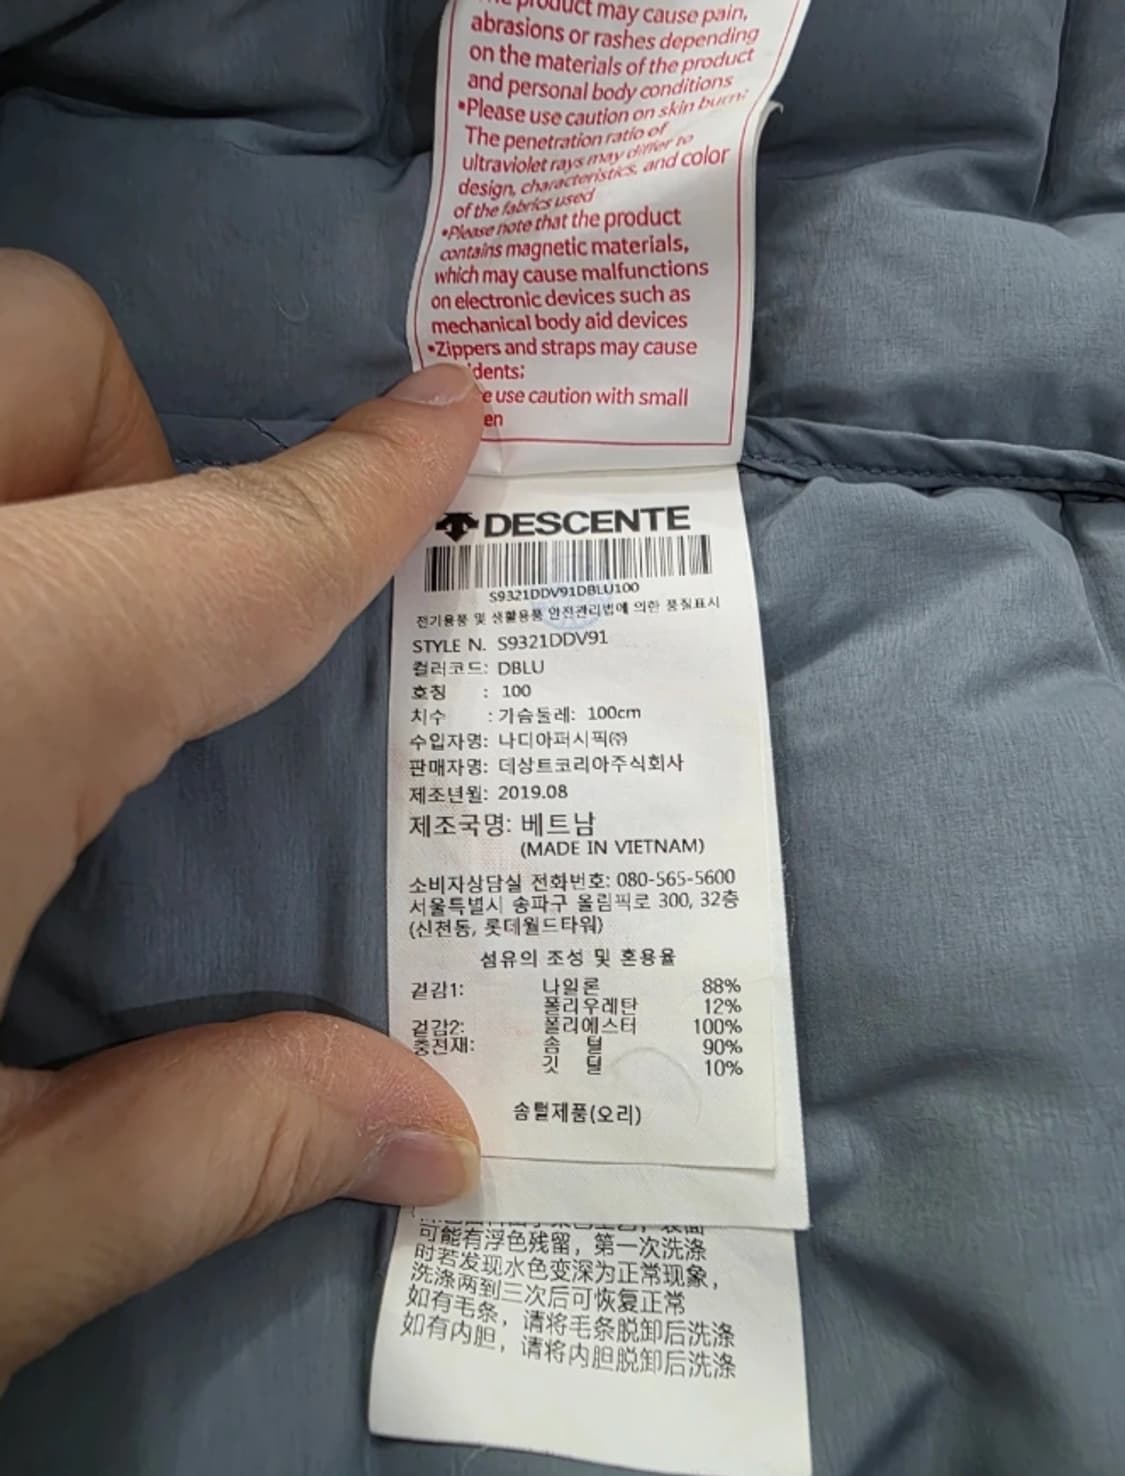 product may cause pain,
abrasions or rashes depending
on the materials of the product
and personal body conditions
•Please use caution on skin burn;
The penetration ratio of
ultraviolet rays may differ to
design, characteristics, and color
of the fabrics used
•Please note that the product
contains magnetic materials,
which may cause malfunctions
on electronic devices such as
mechanical body aid devices
•Zippers and straps may cause
dents;
e use caution with small
en
DESCENTE
S9321DDV91DBLU100
전기용품 및 생활용품 안전관리법에 의한 품질표시
STYLE N. S9321DDV91
컬러코드: DBLU
호칭 : 100
치수 : 가슴둘레: 100cm
수입자명: 나디아퍼시픽㈜
판매자명: 데상트코리아주식회사
제조년월: 2019.08
제조국명: 베트남
(MADE IN VIETNAM)
소비자상담실 전화번호: 080-565-5600
서울특별시 송파구 올림픽로 300, 32층
(신천동, 롯데월드타워)
섬유의 조성 및 혼용율
겉감1: 나일론 88%
폴리우레탄 12%
겉감2: 폴리에스터 100%
충전재: 솜 털 90%
깃 털 10%
솜털제품(오리)
可能有浮色残留，第一次洗涤
时若发现水色变深为正常现象，
洗涤两到三次后可恢复正常
如有毛条，请将毛条脱卸后洗涤
如有内胆，请将内胆脱卸后洗涤